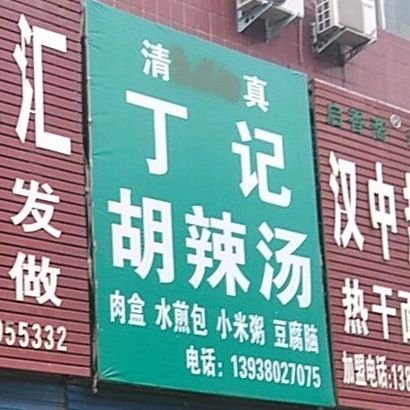 清真
丁记
胡辣汤
肉盒 水煎包 小米粥 豆腐脑
电话：13938027075
汇
发做
055332
汉中
热干面
加盟电话:13